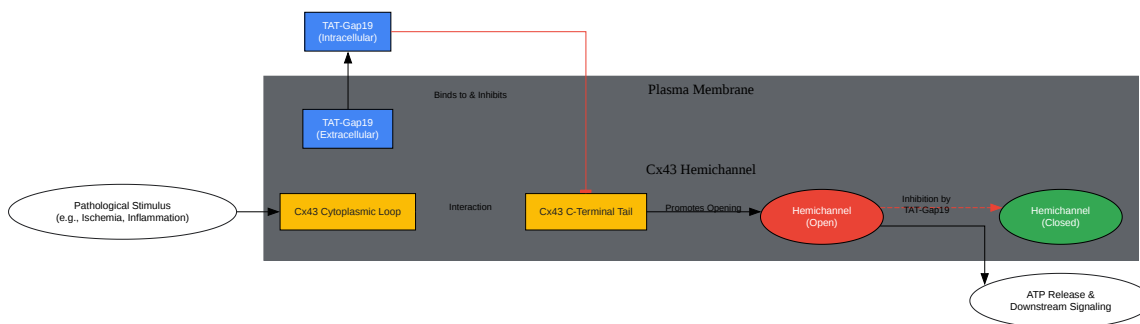 TAT-Gap19
(Intracellular)
Plasma Membrane
Binds to & Inhibits
TAT-Gap19
(Extracellular)
Cx43 Hemichannel
Pathological Stimulus
(e.g., Ischemia, Inflammation)
Cx43 Cytoplasmic Loop
Interaction
Cx43 C-Terminal Tail
Promotes Opening
Hemichannel
(Open)
Inhibition by
TAT-Gap19
Hemichannel
(Closed)
ATP Release &
Downstream Signaling